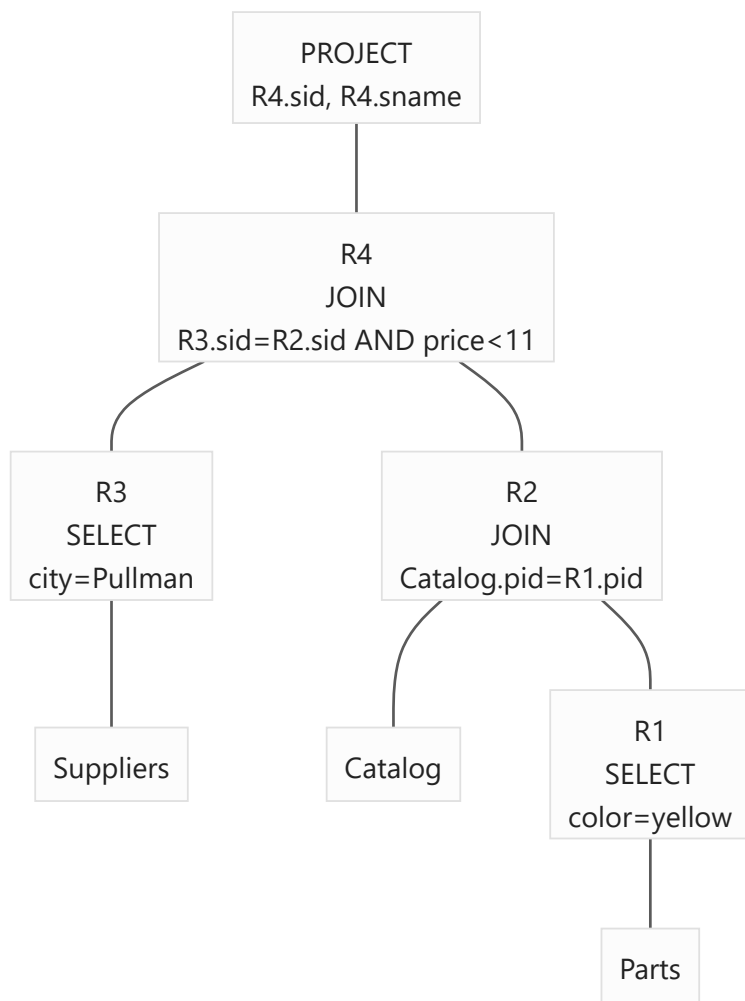 PROJECT
R4.sid, R4.sname
R4
JOIN
R3.sid=R2.sid AND price<11
R3
SELECT
city=Pullman
R2
JOIN
Catalog.pid=R1.pid
Suppliers
Catalog
R1
SELECT
color=yellow
Parts